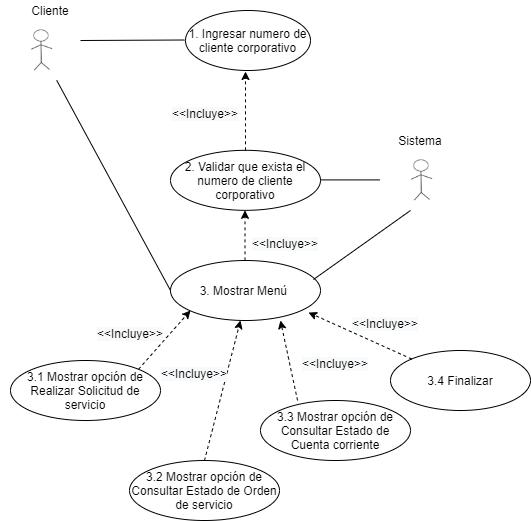 Cliente
1. Ingresar numero de
cliente corporativo
<<Incluye>>
Sistema
2. Validar que exista el
numero de cliente
corporativo
<<Incluye>>
3. Mostrar Menú
<<Incluye>>
<<Incluye>>
<<Incluye>>
<<Incluye>>
3.1 Mostrar opción de
Realizar Solicitud de
servicio
3.4 Finalizar
3.3 Mostrar opción de
Consultar Estado de
Cuenta corriente
3.2 Mostrar opción de
Consultar Estado de Orden
de servicio